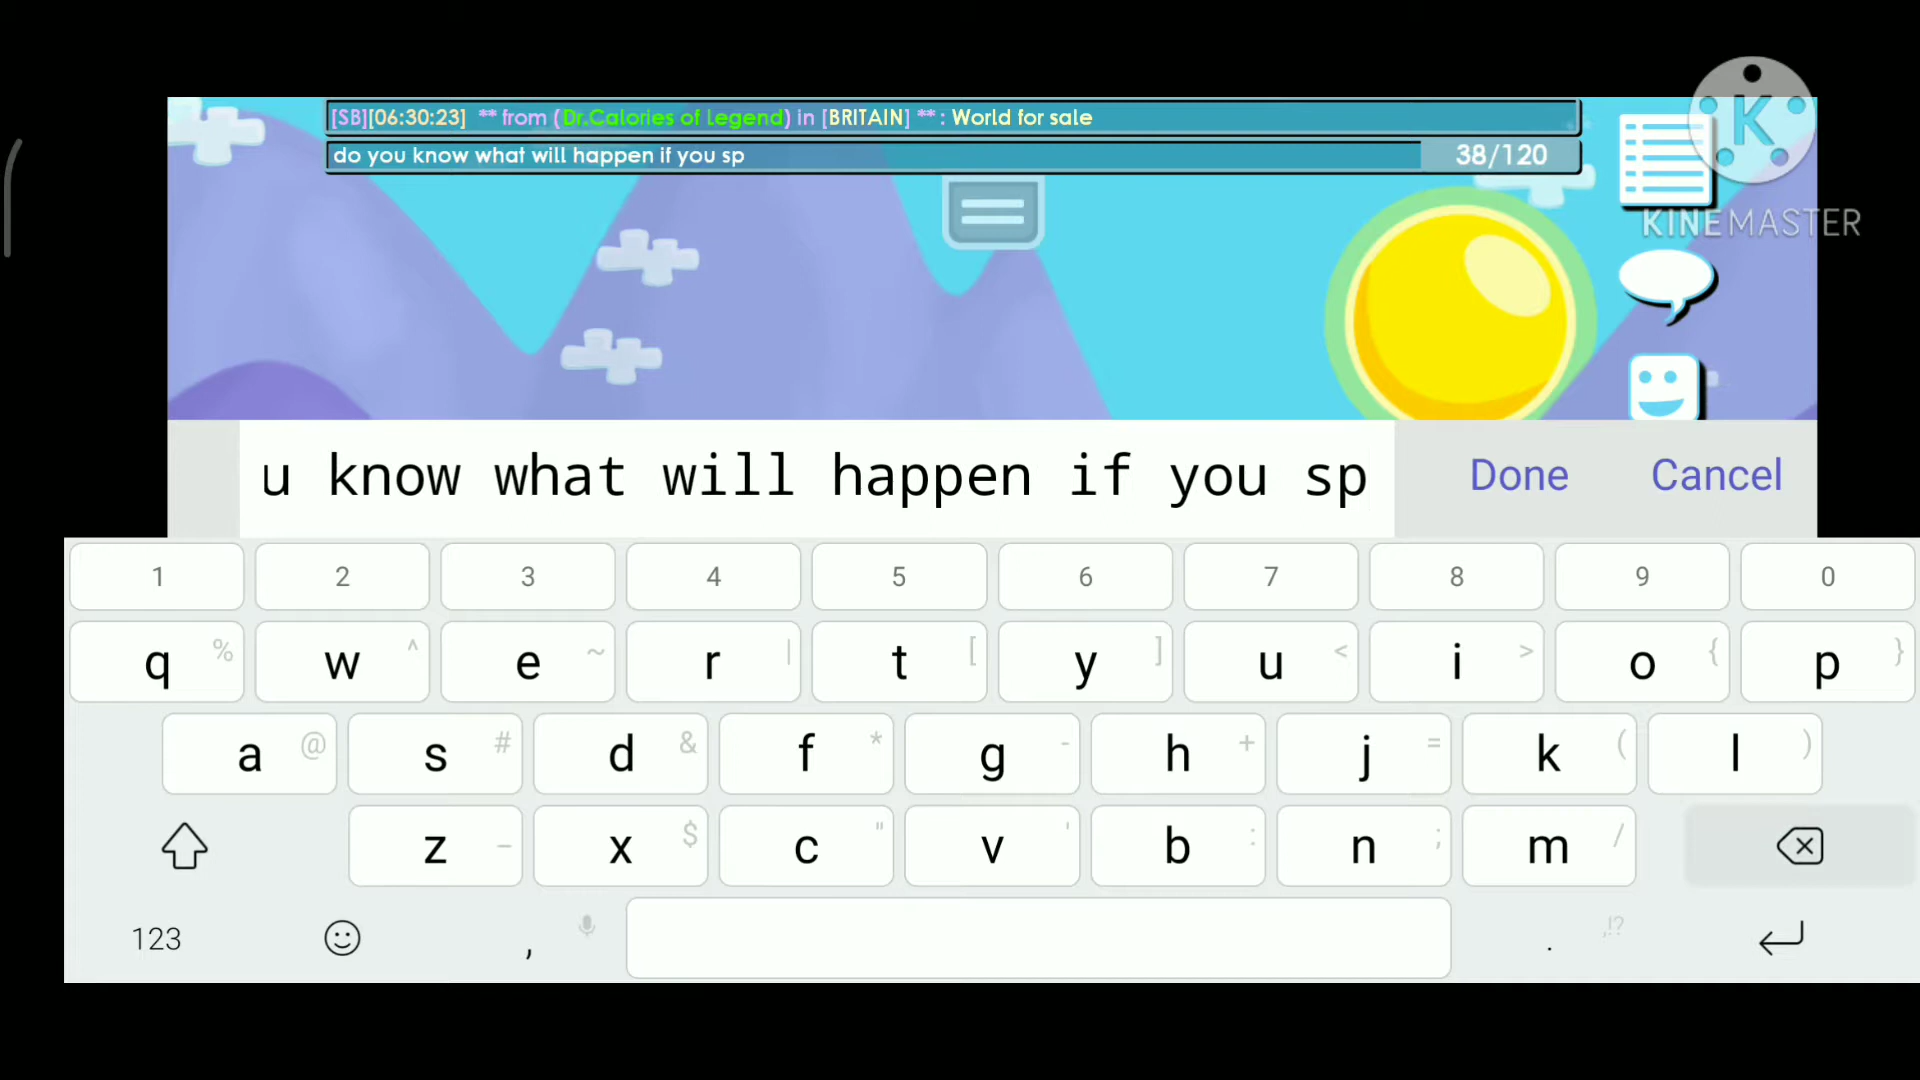 [SB][06:30:23] ** from (Dr.Calories of Legend) in [BRITAIN] ** : World for sale
do you know what will happen if you sp
38/120
K
KINEMASTER
u know what will happen if you sp
Done
Cancel
1 2 3 4 5 6 7 8 9 0
q % w ^ e ~ r | t [ y ] u < i > o { p }
a @ s # d & f * g - h + j = k ( l )
z _ x $ c " v ' b : n ; m /
123 , . ,!?